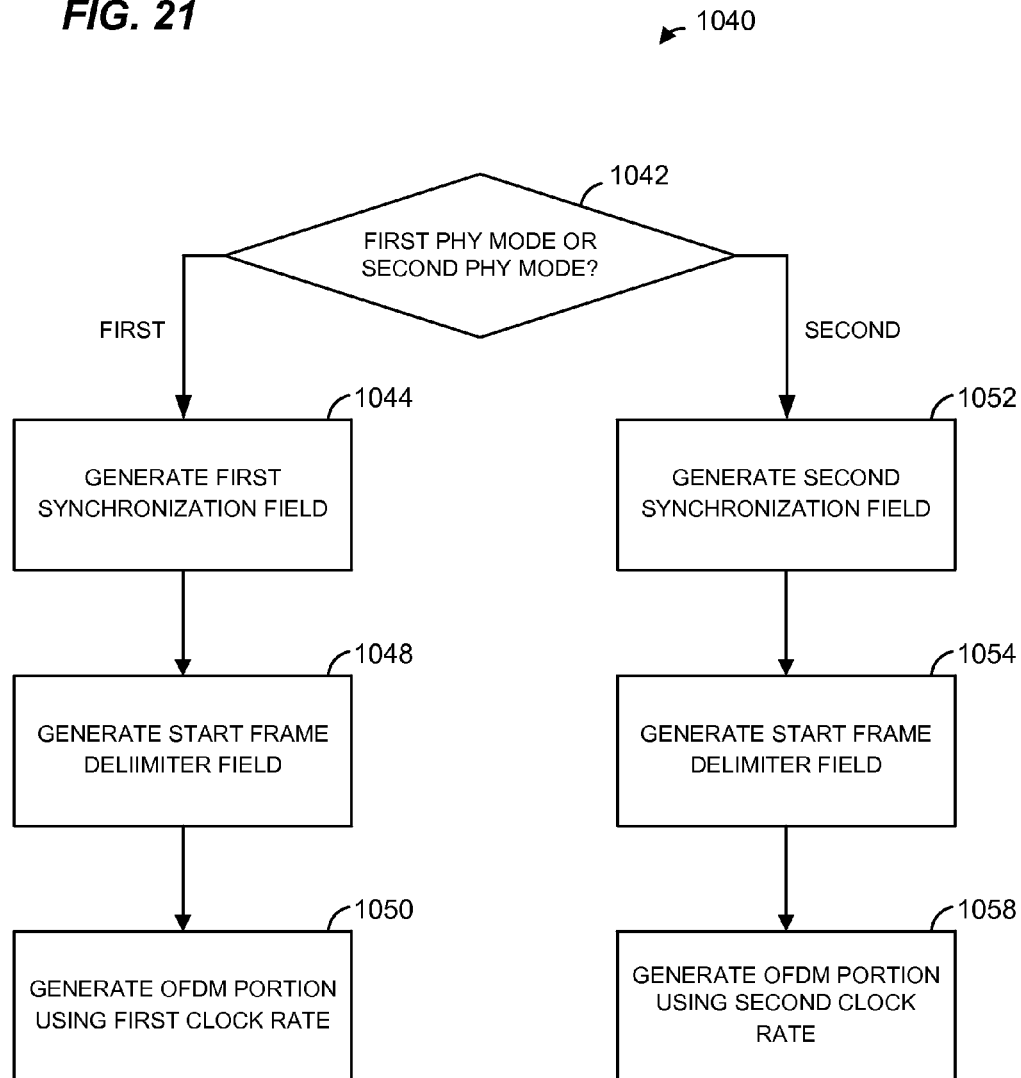 FIG. 21
1040
1042
FIRST PHY MODE OR
SECOND PHY MODE?
FIRST
SECOND
1044
GENERATE FIRST
SYNCHRONIZATION FIELD
1052
GENERATE SECOND
SYNCHRONIZATION FIELD
1048
GENERATE START FRAME
DELIIMITER FIELD
1054
GENERATE START FRAME
DELIMITER FIELD
1050
GENERATE OFDM PORTION
USING FIRST CLOCK RATE
1058
GENERATE OFDM PORTION
USING SECOND CLOCK
RATE